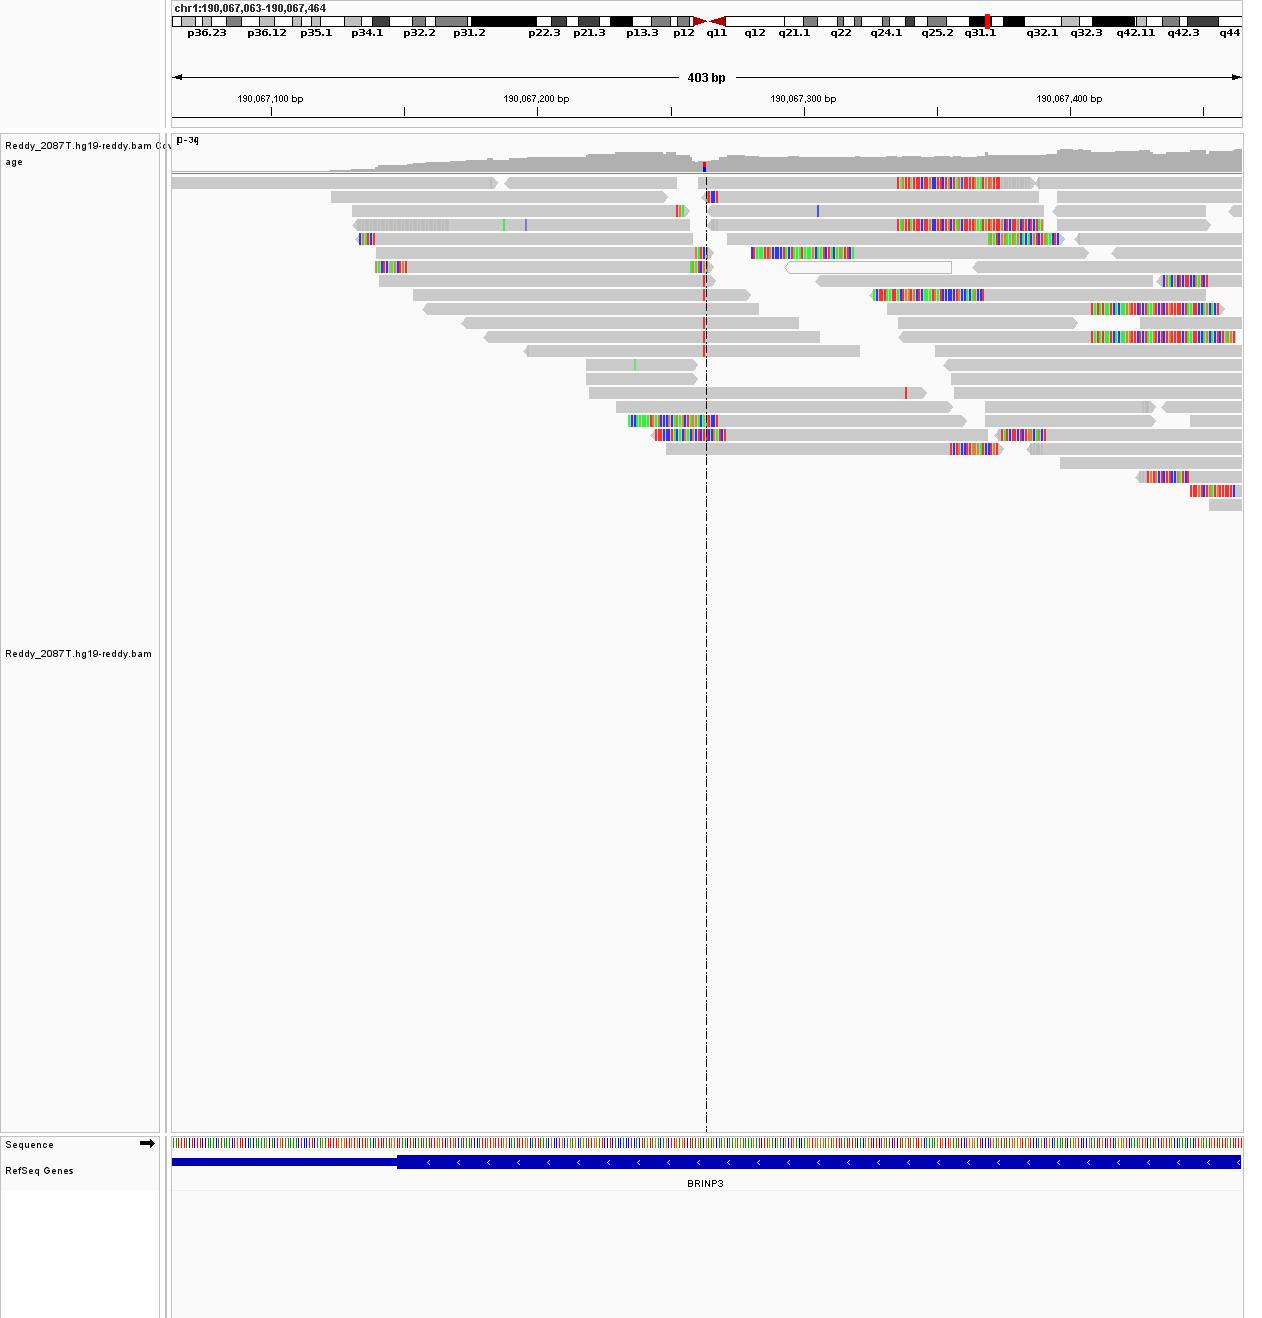 chr1:190,067,063-190,067,464
p36.23 p36.12 p35.1 p34.1 p32.2 p31.2 p22.3 p21.3 p13.3 p12 q11 q12 q21.1 q22 q24.1 q25.2 q31.1 q32.1 q32.3 q42.11 q42.3 q44
403 bp
190,067,100 bp 190,067,200 bp 190,067,300 bp 190,067,400 bp
Reddy_2087T.hg19-reddy.bam Cov
age
Reddy_2087T.hg19-reddy.bam
Sequence
RefSeq Genes
BRINP3